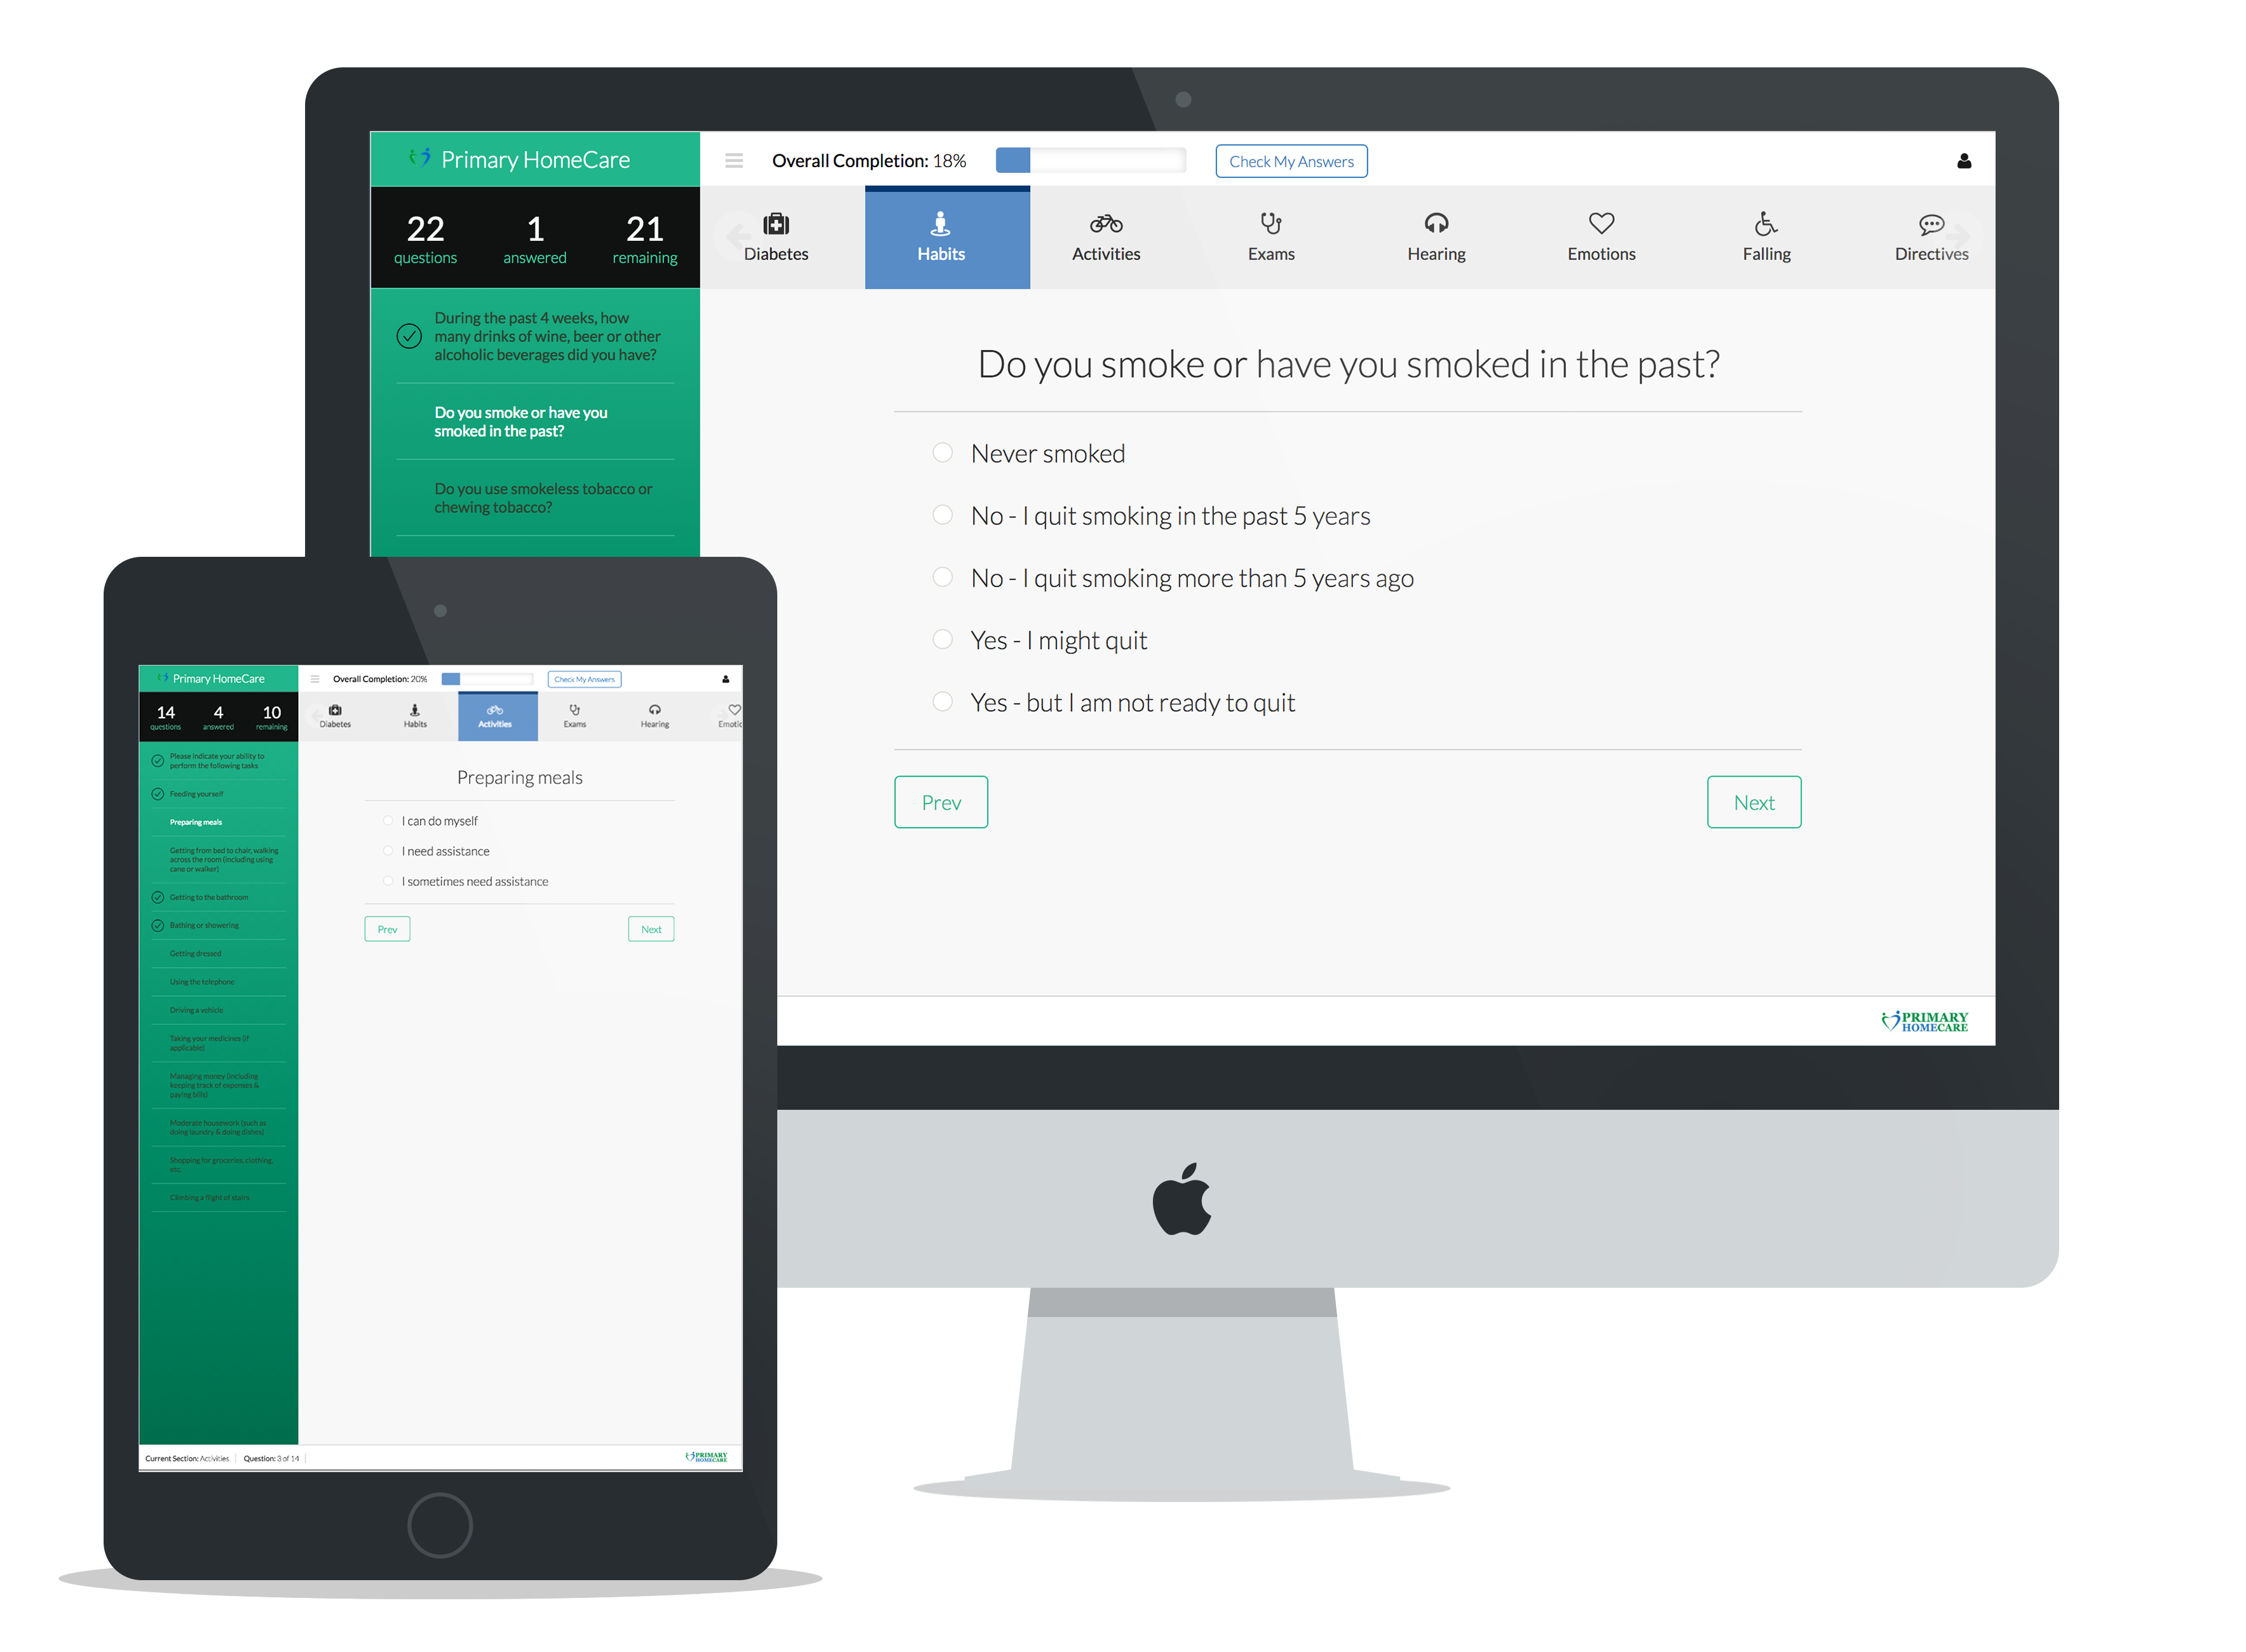 Primary HomeCare
Overall Completion: 18%
Check My Answers
22
questions
1
answered
21
remaining
Diabetes
Habits
Activities
Exams
Hearing
Emotions
Falling
Directives
During the past 4 weeks, how
many drinks of wine, beer or other
alcoholic beverages did you have?
Do you smoke or have you
smoked in the past?
Do you use smokeless tobacco or
chewing tobacco?
Do you smoke or have you smoked in the past?
Never smoked
No - I quit smoking in the past 5 years
No - I quit smoking more than 5 years ago
Yes - I might quit
Yes - but I am not ready to quit
Prev
Next
PRIMARY
HOMECARE
Primary HomeCare
Overall Completion: 20%
Check My Answers
14
questions
4
answered
10
remaining
Diabetes
Habits
Activities
Exams
Hearing
Emotic
Please indicate your ability to
perform the following tasks
Feeding yourself
Preparing meals
Getting from bed to chair, walking
across the room (including using
cane or walker)
Getting to the bathroom
Bathing or showering
Getting dressed
Using the telephone
Driving a vehicle
Taking your medicines (if
applicable)
Managing money (including
keeping track of expenses &
paying bills)
Moderate housework (such as
doing laundry & doing dishes)
Shopping for groceries, clothing,
etc.
Climbing a flight of stairs
Preparing meals
I can do myself
I need assistance
I sometimes need assistance
Prev
Next
Current Section: Activities
Question: 3 of 14
PRIMARY
HOMECARE